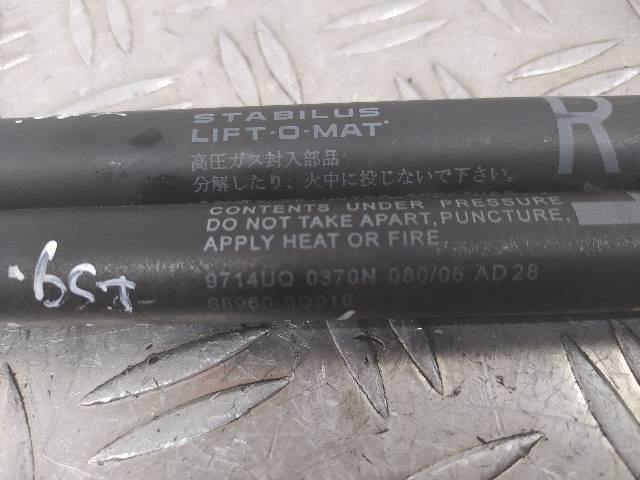 STABILUS
LIFT-O-MAT
R
高圧ガス封入部品
分解したり、火中に投じないで下さい。
CONTENTS UNDER PRESSURE
DO NOT TAKE APART, PUNCTURE,
APPLY HEAT OR FIRE
9714UQ 0370N 080/06 AD28
68960-0D010